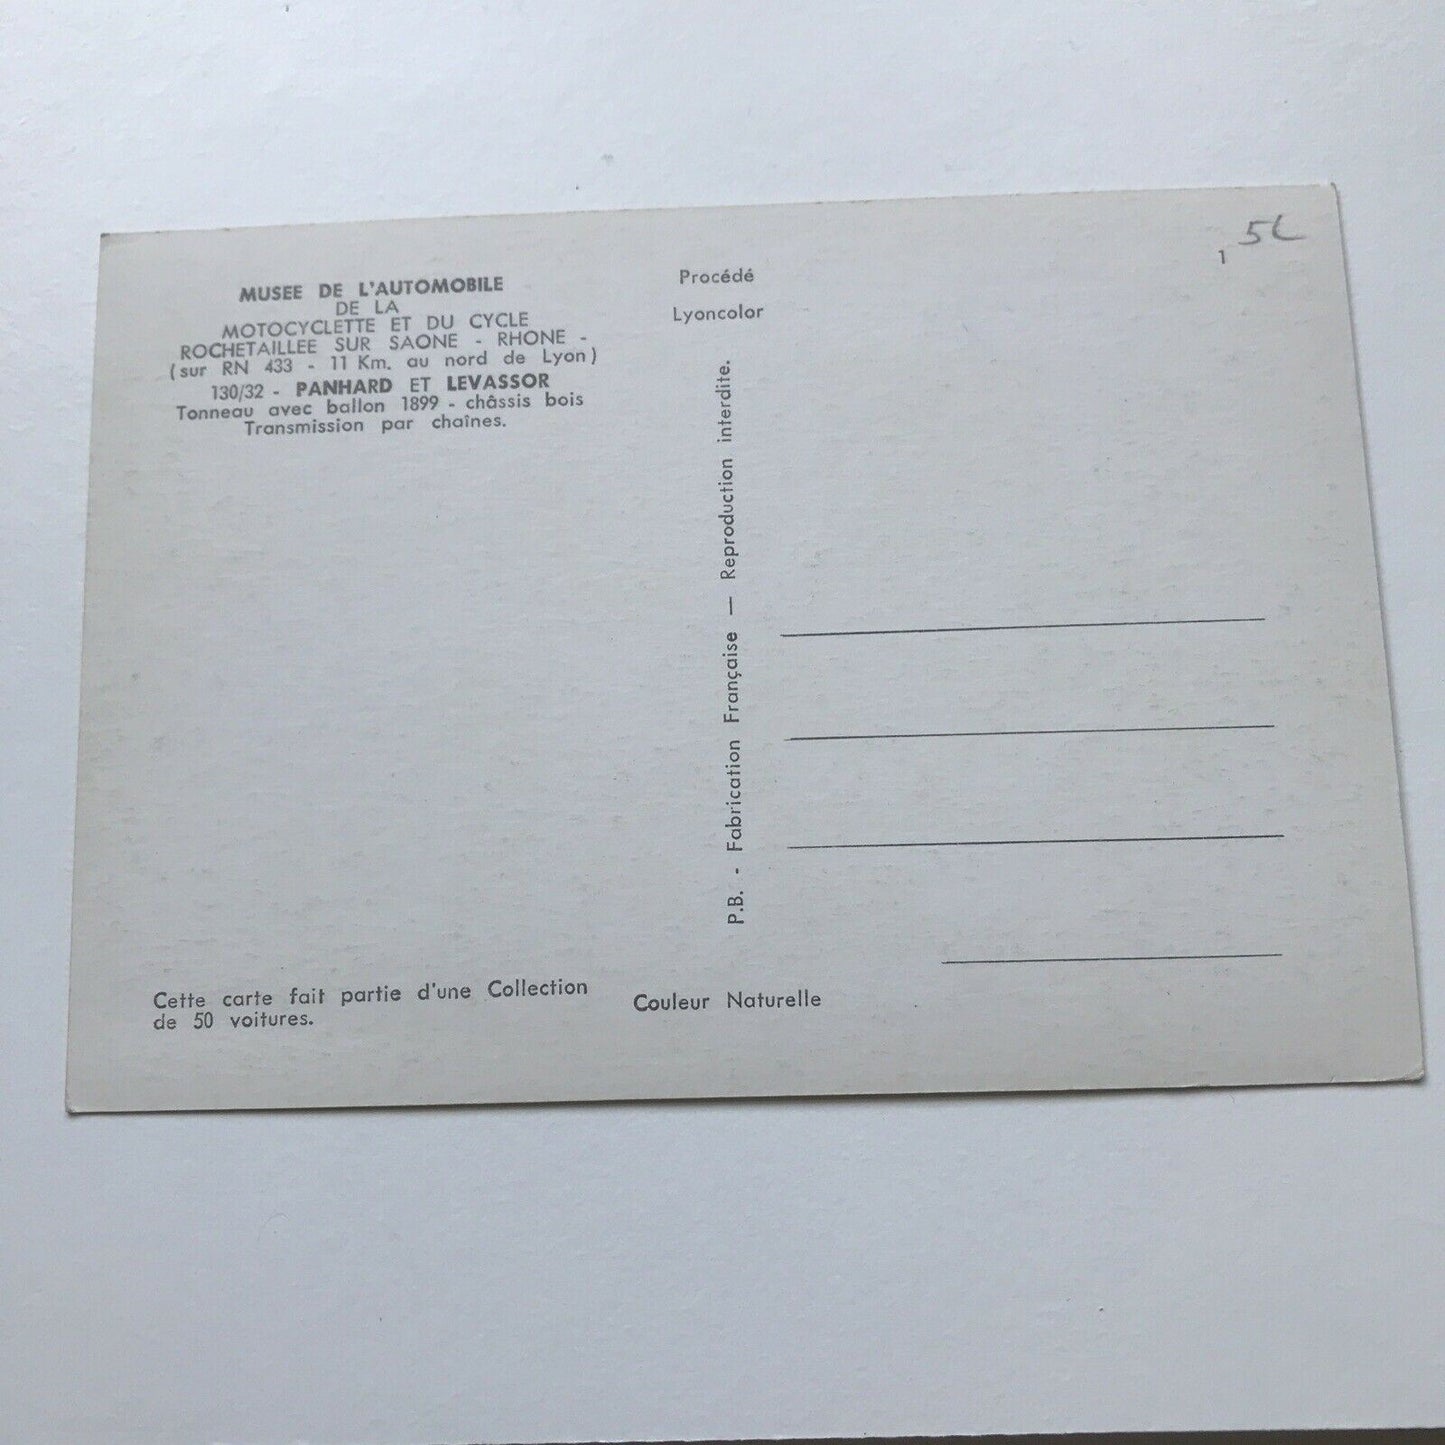 MUSEE DE L'AUTOMOBILE
DE LA
MOTOCYCLETTE ET DU CYCLE
ROCHETAILLEE SUR SAONE - RHONE -
(sur RN 433 - 11 Km. au nord de Lyon)
130/32 - PANHARD ET LEVASSOR
Tonneau avec ballon 1899 - châssis bois
Transmission par chaînes.
Cette carte fait partie d'une Collection
de 50 voitures.
Procédé
Lyoncolor
P.B. - Fabrication Française — Reproduction interdite.
Couleur Naturelle
1